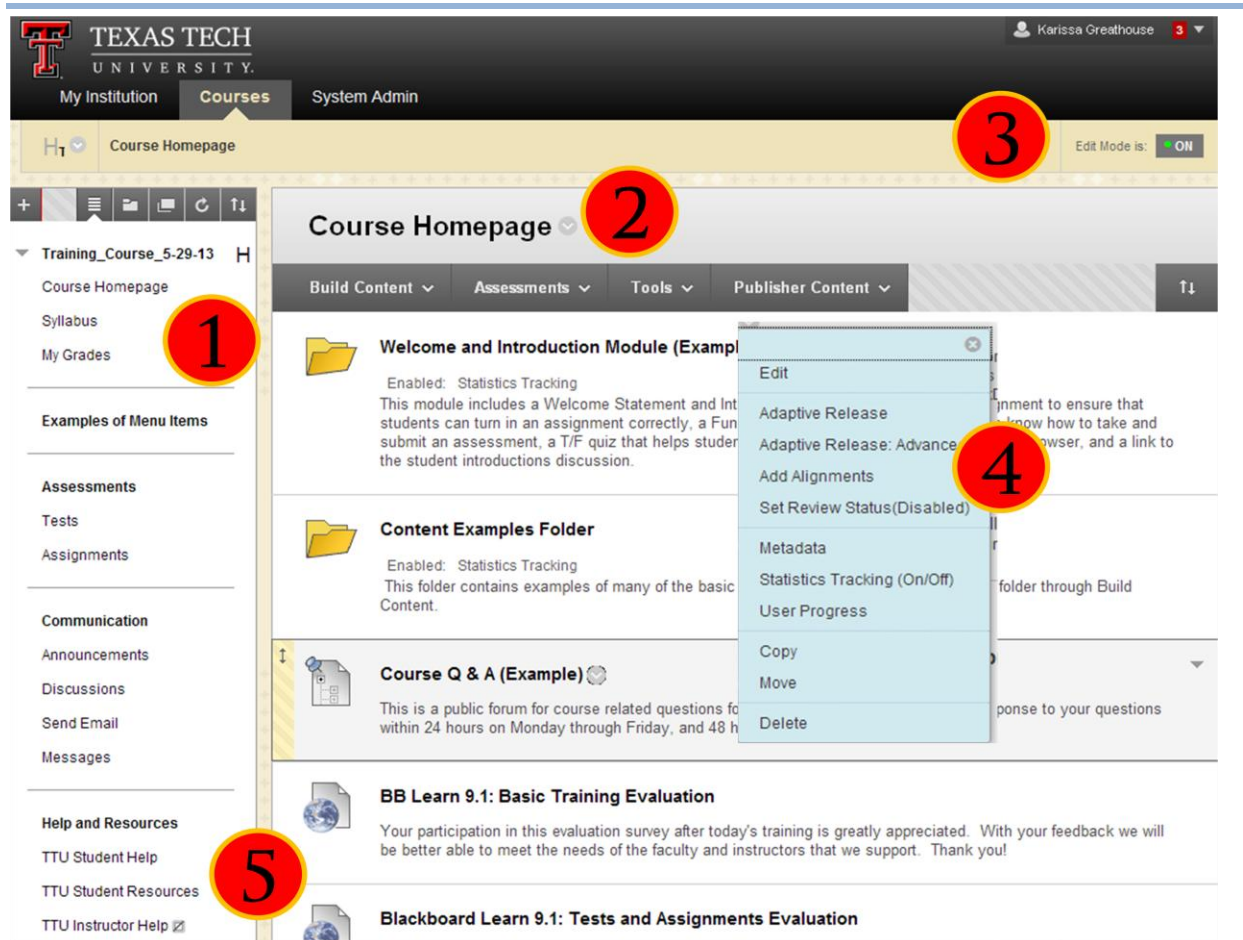 TEXAS TECH
UNIVERSITY.
Karissa Greathouse 3
My Institution Courses System Admin
3
Course Homepage
Edit Mode is: ON
2
Course Homepage
Training_Course_5-29-13
Course Homepage
Syllabus
My Grades
1
Examples of Menu Items
Assessments
Tests
Assignments
Communication
Announcements
Discussions
Send Email
Messages
Help and Resources
TTU Student Help
TTU Student Resources
TTU Instructor Help
5
Build Content Assessments Tools Publisher Content
Welcome and Introduction Module
Enabled: Statistics Tracking
This module includes a Welcome Statement and
students can turn in an assignment correctly, a
submit an assessment, a T/F quiz that helps
the student introductions discussion.
to ensure that
know how to take and
and a link to
Content Examples Folder
Enabled: Statistics Tracking
This folder contains examples of many of the basic
folder through Build
Content.
Course Q & A (Example)
This is a public forum for course related questions
to your questions
within 24 hours on Monday through Friday, and 48
Edit
Adaptive Release
Adaptive Release:
Add Alignments
Set Review Status(Disabled)
4
Metadata
Statistics Tracking (On/Off)
User Progress
Copy
Move
Delete
BB Learn 9.1: Basic Training Evaluation
Your participation in this evaluation survey after today's training is greatly appreciated. With your feedback we will
be better able to meet the needs of the faculty and instructors that we support. Thank you!
Blackboard Learn 9.1: Tests and Assignments Evaluation